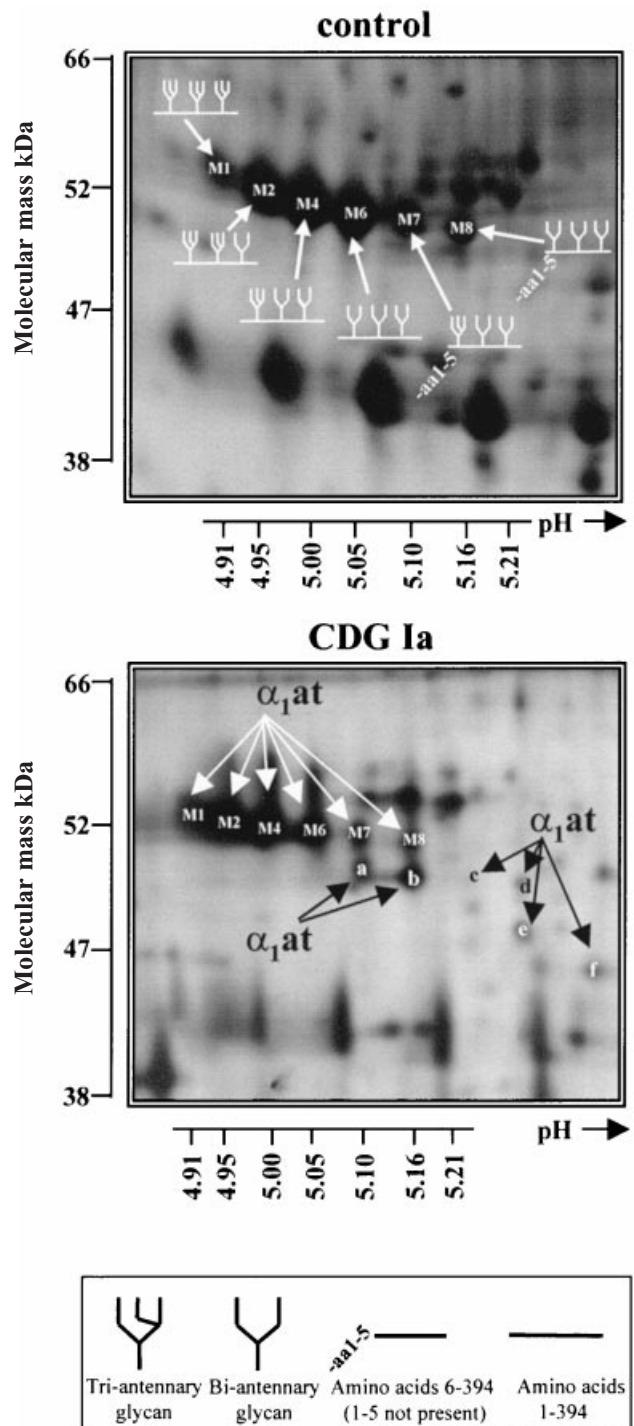 control
Molecular mass kDa
66
52
47
38
M1
M2
M4
M6
M7
M8
-aa1-5
-aa1-5
pH
4.91
4.95
5.00
5.05
5.10
5.16
5.21
CDG Ia
Molecular mass kDa
66
52
47
38
α₁at
M1
M2
M4
M6
M7
M8
a
b
α₁at
α₁at
c
d
e
f
pH
4.91
4.95
5.00
5.05
5.10
5.16
5.21
-aa1-5
Tri-antennary
glycan
Bi-antennary
glycan
Amino acids 6-394
(1-5 not present)
Amino acids
1-394